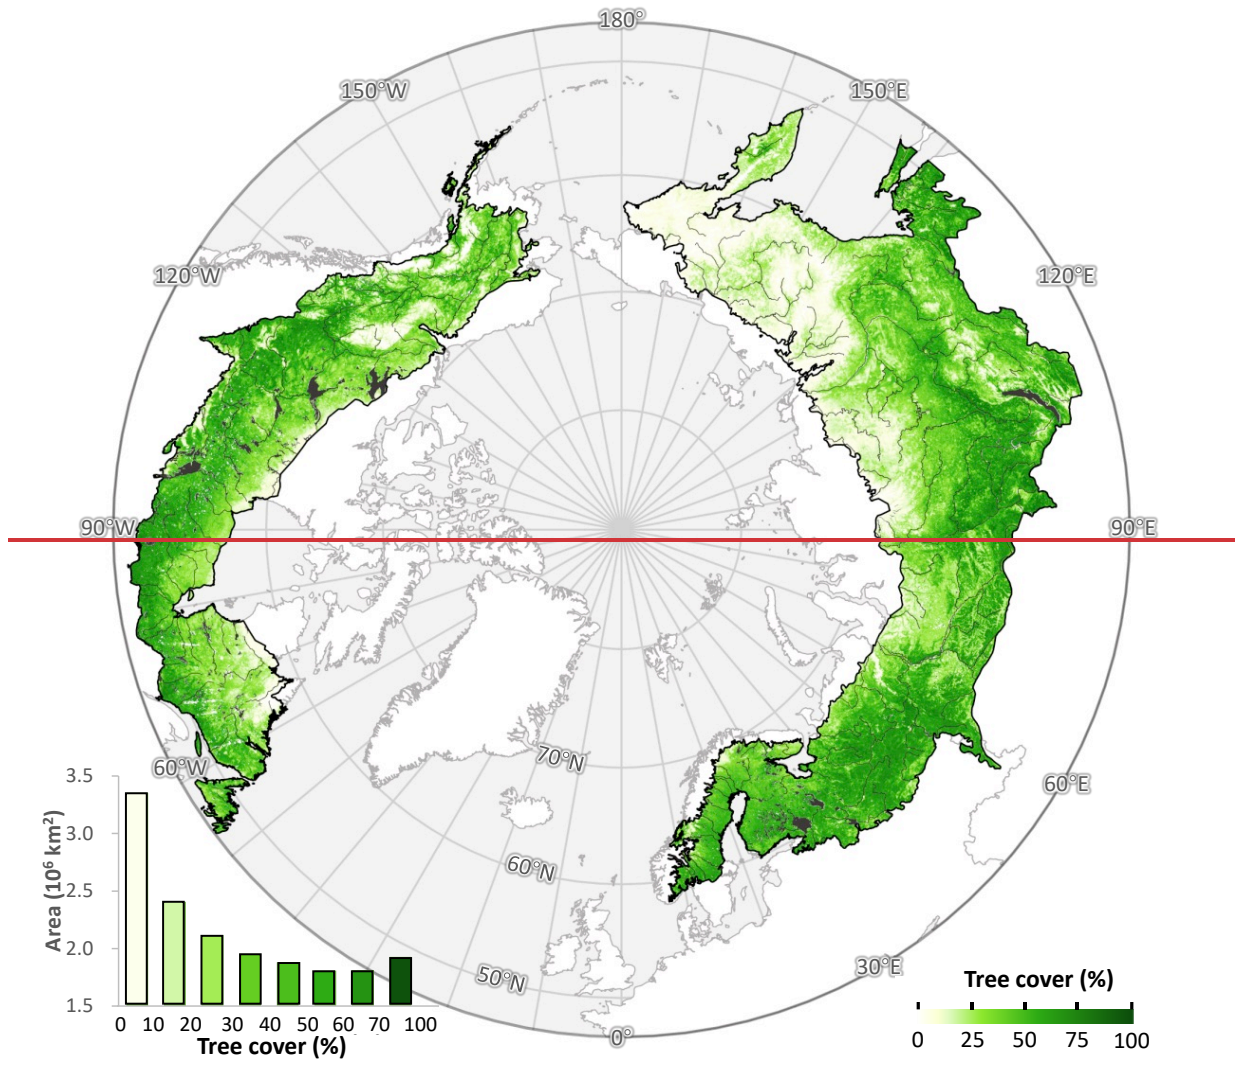 180°
150°W
150°E
120°W
120°E
90°W
90°E
60°W
70°N
60°E
60°N
50°N
30°E
0°
3.5
3.0
2.5
2.0
1.5
Area (10⁶ km²)
0 10 20 30 40 50 60 70 100
Tree cover (%)
Tree cover (%)
0 25 50 75 100